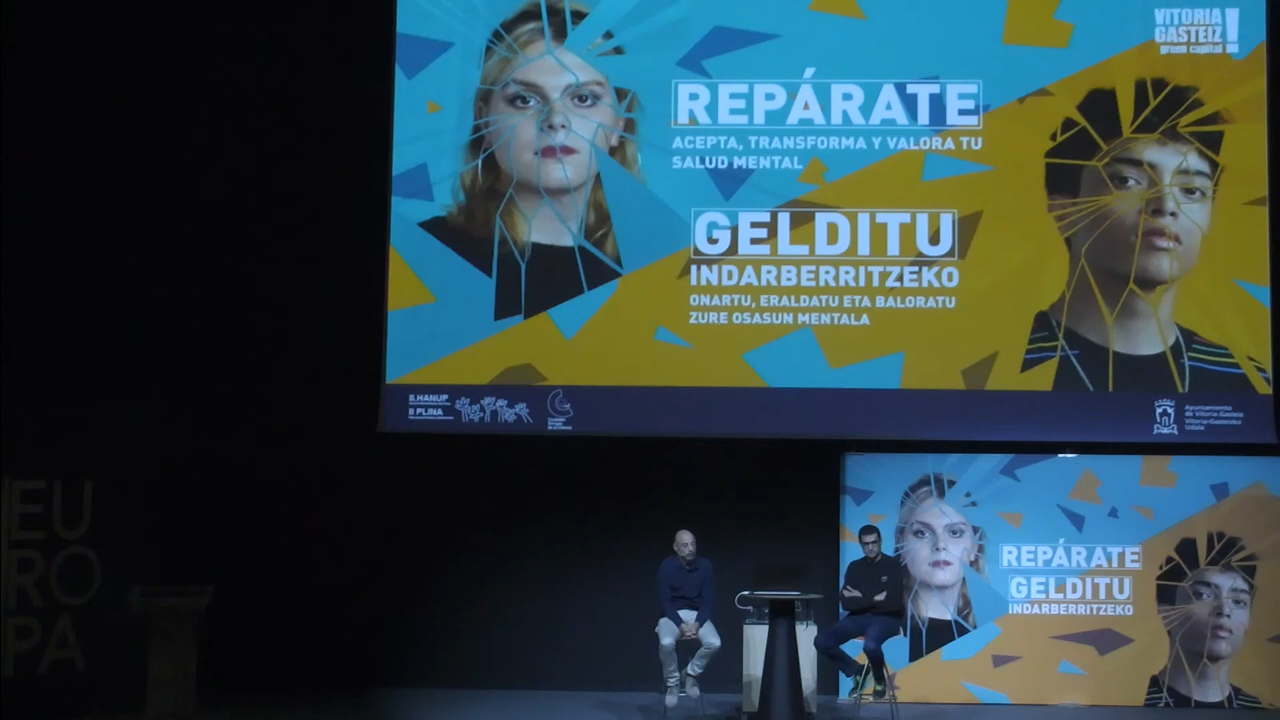 VITORIA
GASTEIZ
green capital
REPÁRATE
ACEPTA, TRANSFORMA Y VALORA TU
SALUD MENTAL
GELDITU
INDARBERRITZEKO
ONARTU, ERALDATU ETA BALORATU
ZURE OSASUN MENTALA
II.HANUP
II PLINA
Ayuntamiento
de Vitoria-Gasteiz
Vitoria-Gasteizko
Udala
REPÁRATE
GELDITU
INDARBERRITZEKO
EU
RO
PA